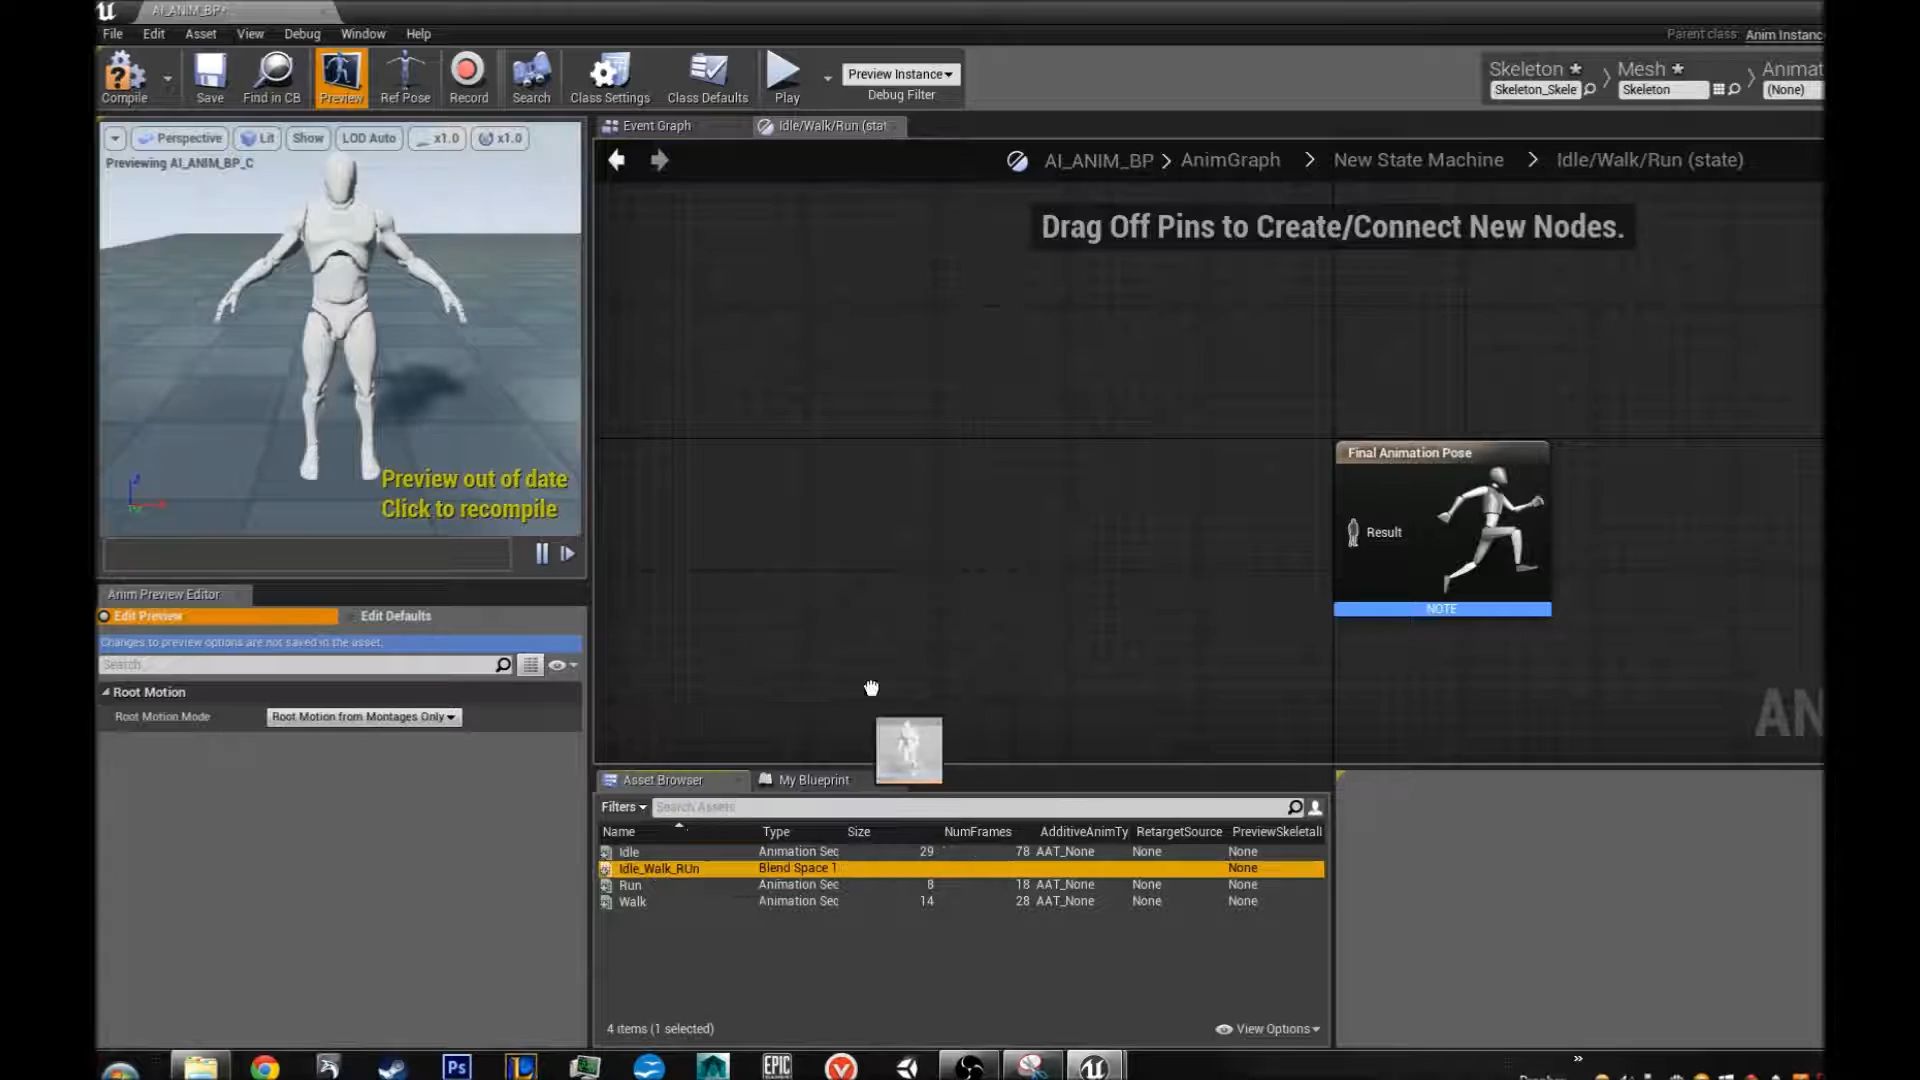 AI_ANIM_BP*
File Edit Asset View Debug Window Help
Parent class: Anim Instanc
Compile Save Find in CB Preview Ref Pose Record Search Class Settings Class Defaults Play
Preview Instance
Debug Filter
Skeleton Mesh Animat
Skeleton_Skele Skeleton (None)
Perspective Lit Show LOD Auto x1.0 x1.0
Previewing AI_ANIM_BP_C
Event Graph Idle/Walk/Run (stat
AI_ANIM_BP > AnimGraph > New State Machine > Idle/Walk/Run (state)
Drag Off Pins to Create/Connect New Nodes.
Preview out of date
Click to recompile
Final Animation Pose
Result
NOTE
AN
Anim Preview Editor
Edit Preview Edit Defaults
Changes to preview options are not saved in the asset.
Search
Root Motion
Root Motion Mode Root Motion from Montages Only
Asset Browser My Blueprint
Filters Search Assets
Name Type Size NumFrames AdditiveAnimTy RetargetSource PreviewSkeletall
Idle Animation Sec 29 78 AAT_None None None
Idle_Walk_RUn Blend Space 1 None
Run Animation Sec 8 18 AAT_None None None
Walk Animation Sec 14 28 AAT_None None None
4 items (1 selected) View Options
Ps EPIC